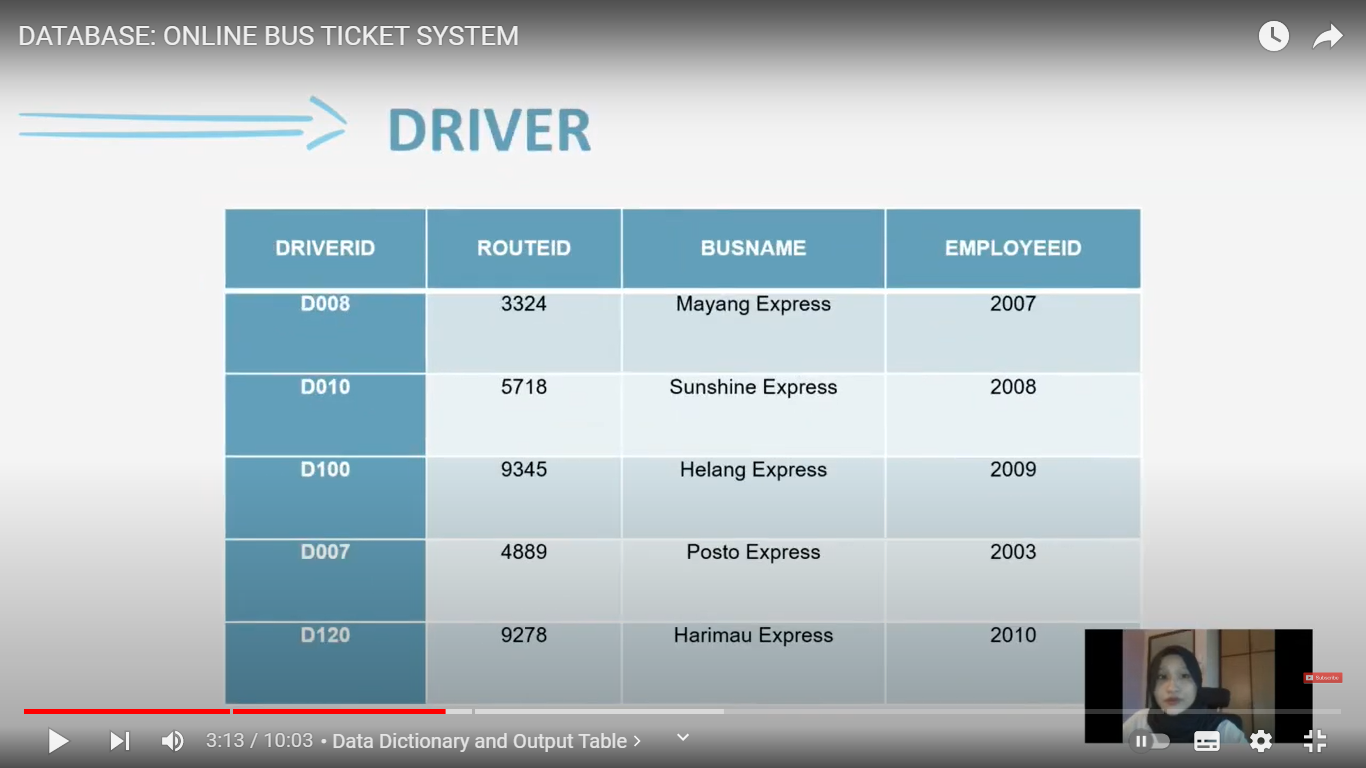 DATABASE: ONLINE BUS TICKET SYSTEM
DRIVER
DRIVERID ROUTEID BUSNAME EMPLOYEEID
D008 3324 Mayang Express 2007
D010 5718 Sunshine Express 2008
D100 9345 Helang Express 2009
D007 4889 Posto Express 2003
D120 9278 Harimau Express 2010
Subscribe
3:13 / 10:03 • Data Dictionary and Output Table